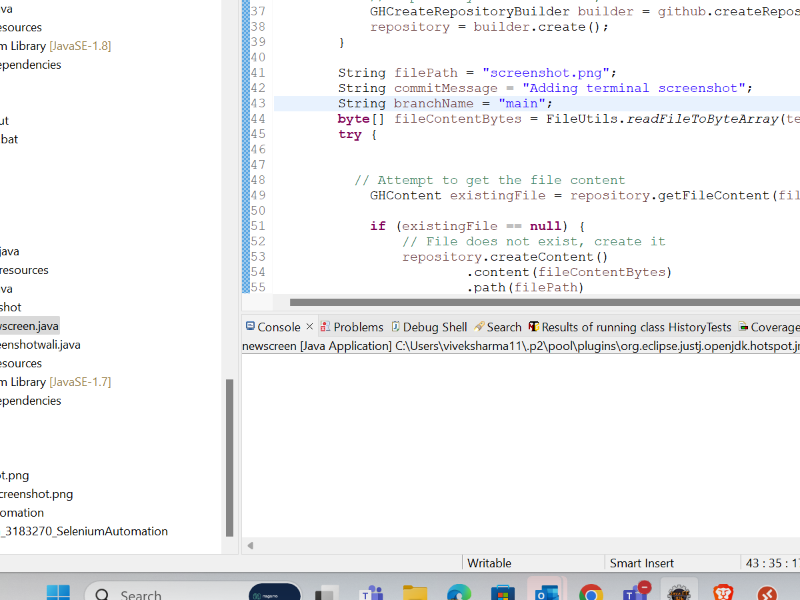 va
esources
m Library [JavaSE-1.8]
ependencies
ut
bat
java
resources
va
shot
wscreen.java
eenshotwali.java
esources
m Library [JavaSE-1.7]
ependencies
ot.png
creenshot.png
omation
_3183270_SeleniumAutomation
37 GHCreateRepositoryBuilder builder = github.createRepos
38 repository = builder.create();
39 }
40
41 String filePath = "screenshot.png";
42 String commitMessage = "Adding terminal screenshot";
43 String branchName = "main";
44 byte[] fileContentBytes = FileUtils.readFileToByteArray(te
45 try {
46
47
48 // Attempt to get the file content
49 GHContent existingFile = repository.getFileContent(fil
50
51 if (existingFile == null) {
52 // File does not exist, create it
53 repository.createContent()
54 .content(fileContentBytes)
55 .path(filePath)
Console Problems Debug Shell Search Results of running class HistoryTests Coverage
newscreen [Java Application] C:\Users\viveksharma11\.p2\pool\plugins\org.eclipse.justj.openjdk.hotspot.jr
Writable Smart Insert 43 : 35 : 17
Search